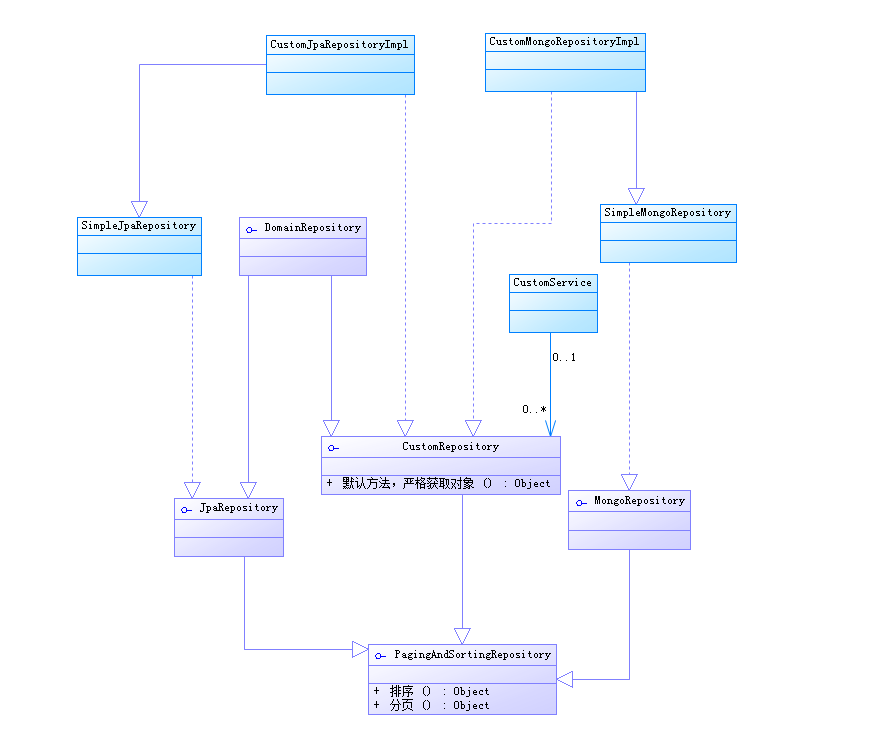 CustomJpaRepositoryImpl
CustomMongoRepositoryImpl
SimpleJpaRepository
DomainRepository
SimpleMongoRepository
CustomService
0..1
0..*
CustomRepository
+ 默认方法，严格获取对象 () : Object
JpaRepository
MongoRepository
PagingAndSortingRepository
+ 排序 () : Object
+ 分页 () : Object